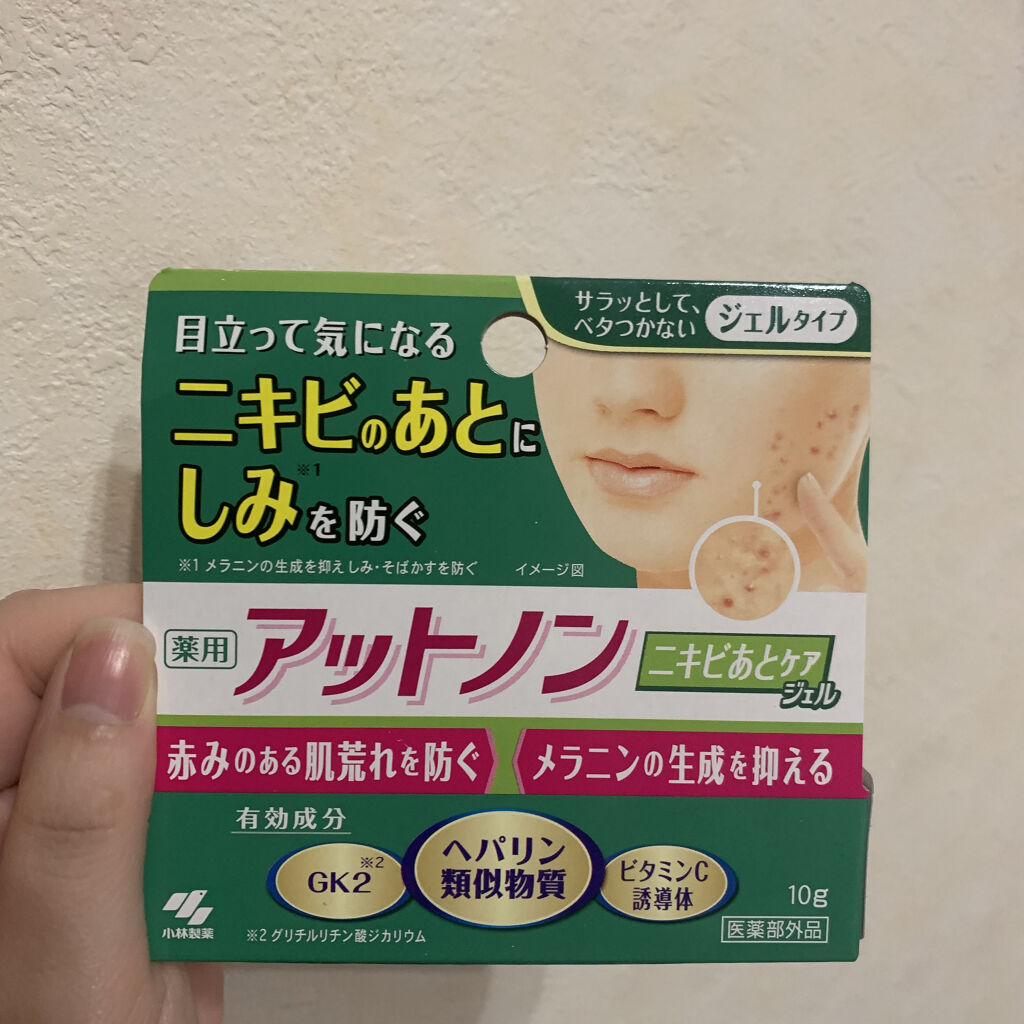 目立って気になる
ニキビのあとに
しみ※1を防ぐ
※1 メラニンの生成を抑えしみ・そばかすを防ぐ
イメージ図
サラッとして、
ベタつかない
ジェルタイプ
薬用
アットノン
ニキビあとケア
ジェル
赤みのある肌荒れを防ぐ
メラニンの生成を抑える
有効成分
GK2※2
ヘパリン
類似物質
ビタミンC
誘導体
10g
小林製薬
※2 グリチルリチン酸ジカリウム
医薬部外品